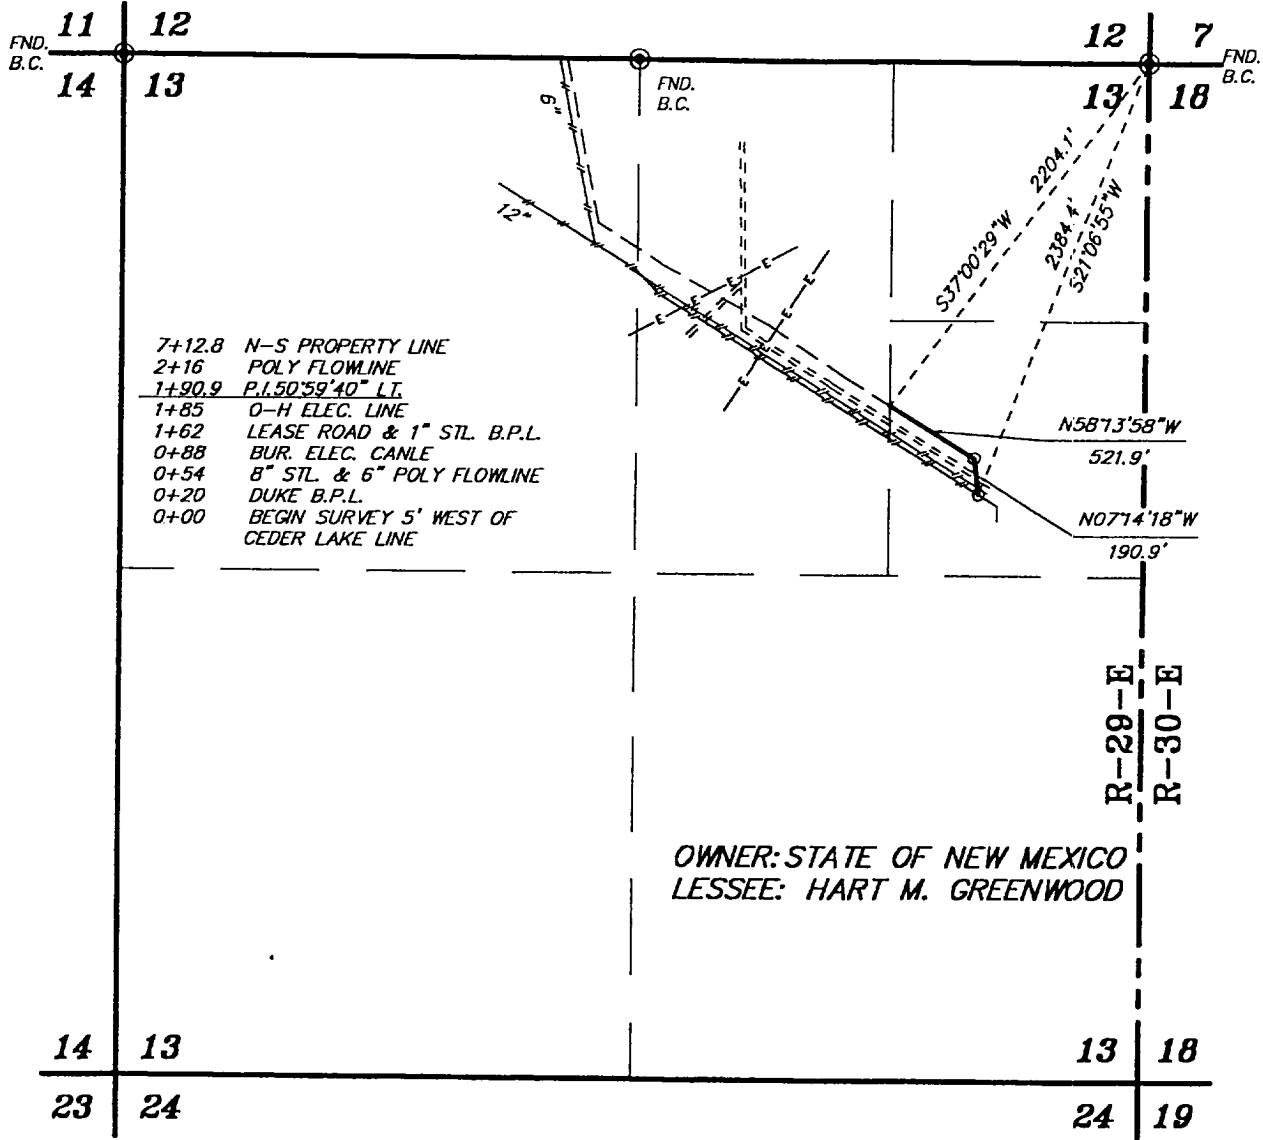 11 12
12 7
FND.
B.C.
FND.
B.C.
FND.
B.C.
14 13
13 18
6"
12"
2204.1'
S37°00'29"W
2384.4'
S21°06'55"W
E E E E E E
7+12.8 N-S PROPERTY LINE
2+16 POLY FLOWLINE
1+90.9 P.I.50°59'40" LT.
1+85 O-H ELEC. LINE
1+62 LEASE ROAD & 1" STL. B.P.L.
0+88 BUR. ELEC. CANLE
0+54 8" STL. & 6" POLY FLOWLINE
0+20 DUKE B.P.L.
0+00 BEGIN SURVEY 5' WEST OF
CEDER LAKE LINE
N58°13'58"W
521.9'
N07°14'18"W
190.9'
R-29-E
R-30-E
OWNER: STATE OF NEW MEXICO
LESSEE: HART M. GREENWOOD
14 13
13 18
23 24
24 19